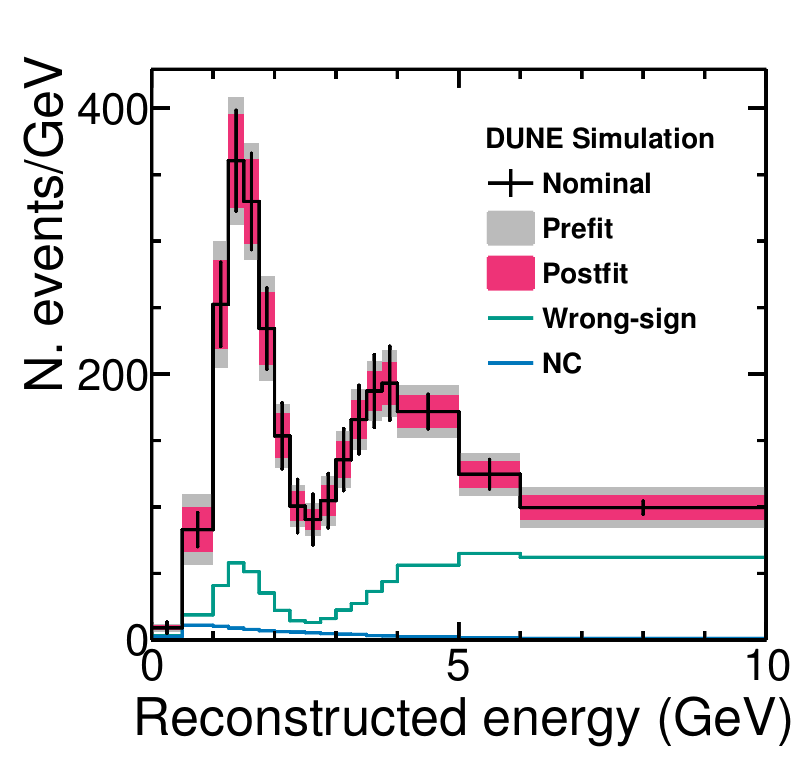 N. events/GeV
400
200
0
DUNE Simulation
Nominal
Prefit
Postfit
Wrong-sign
NC
0 5 10
Reconstructed energy (GeV)